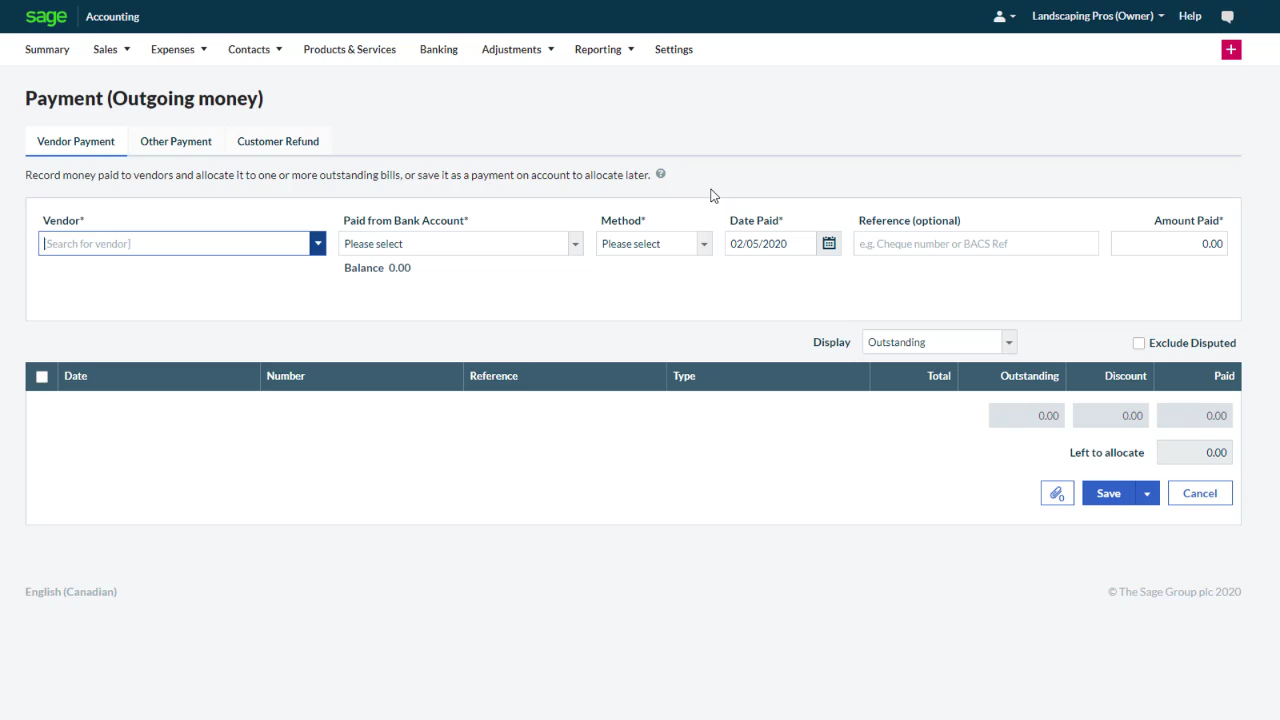 sage Accounting Landscaping Pros (Owner) Help
Summary Sales Expenses Contacts Products & Services Banking Adjustments Reporting Settings +
Payment (Outgoing money)
Vendor Payment Other Payment Customer Refund
Record money paid to vendors and allocate it to one or more outstanding bills, or save it as a payment on account to allocate later. ?
Vendor* Paid from Bank Account* Method* Date Paid* Reference (optional) Amount Paid*
[Search for vendor] Please select Please select 02/05/2020 e.g. Cheque number or BACS Ref 0.00
Balance 0.00
Display Outstanding Exclude Disputed
Date Number Reference Type Total Outstanding Discount Paid
0.00 0.00 0.00
Left to allocate 0.00
0 Save Cancel
English (Canadian) © The Sage Group plc 2020